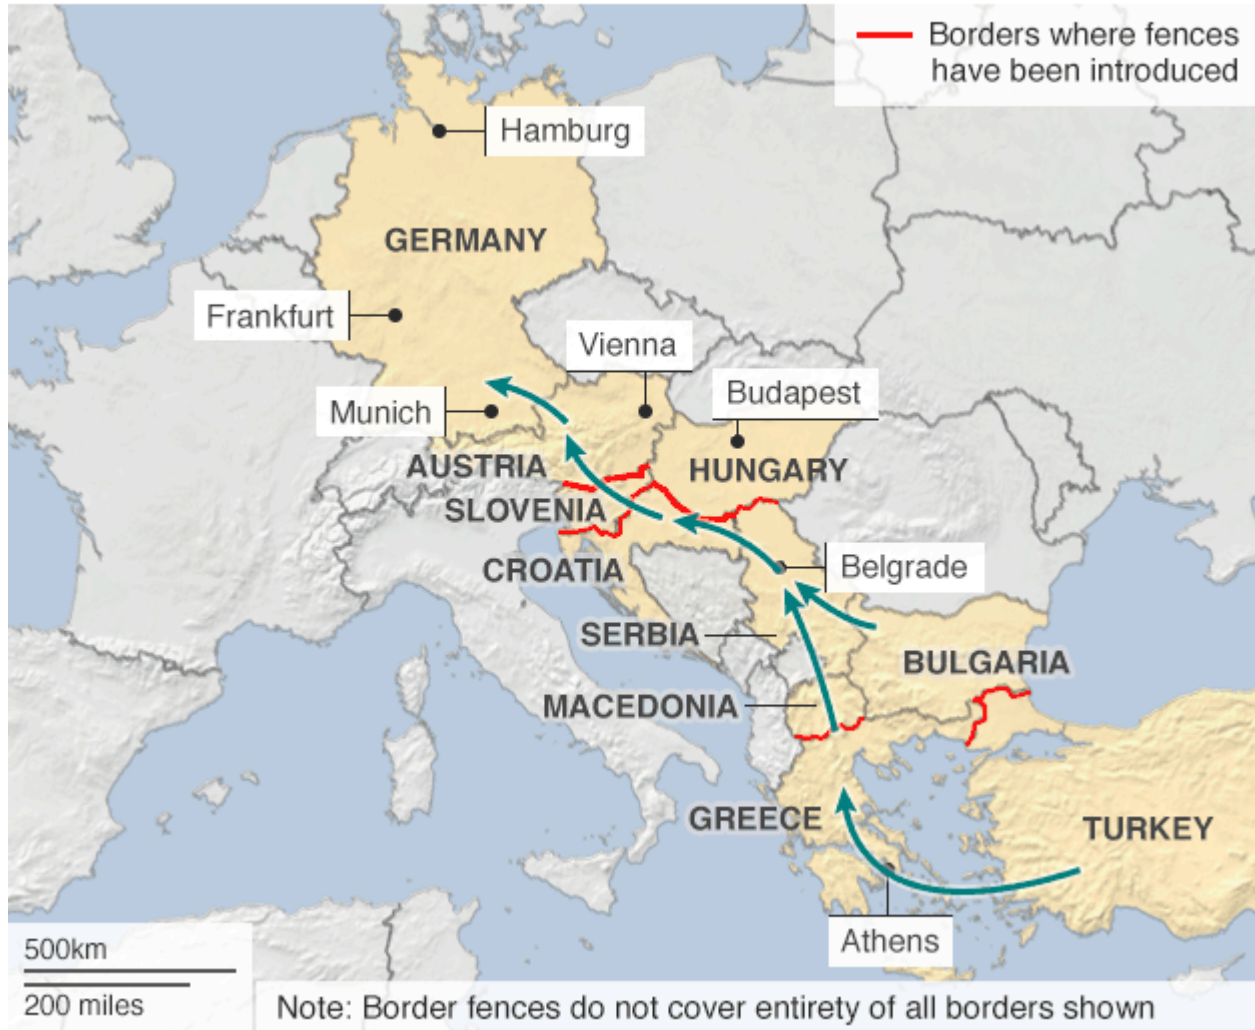 Borders where fences
have been introduced
Hamburg
GERMANY
Frankfurt
Vienna
Budapest
Munich
AUSTRIA
HUNGARY
SLOVENIA
CROATIA
Belgrade
SERBIA
BULGARIA
MACEDONIA
GREECE
TURKEY
Athens
500km
200 miles
Note: Border fences do not cover entirety of all borders shown